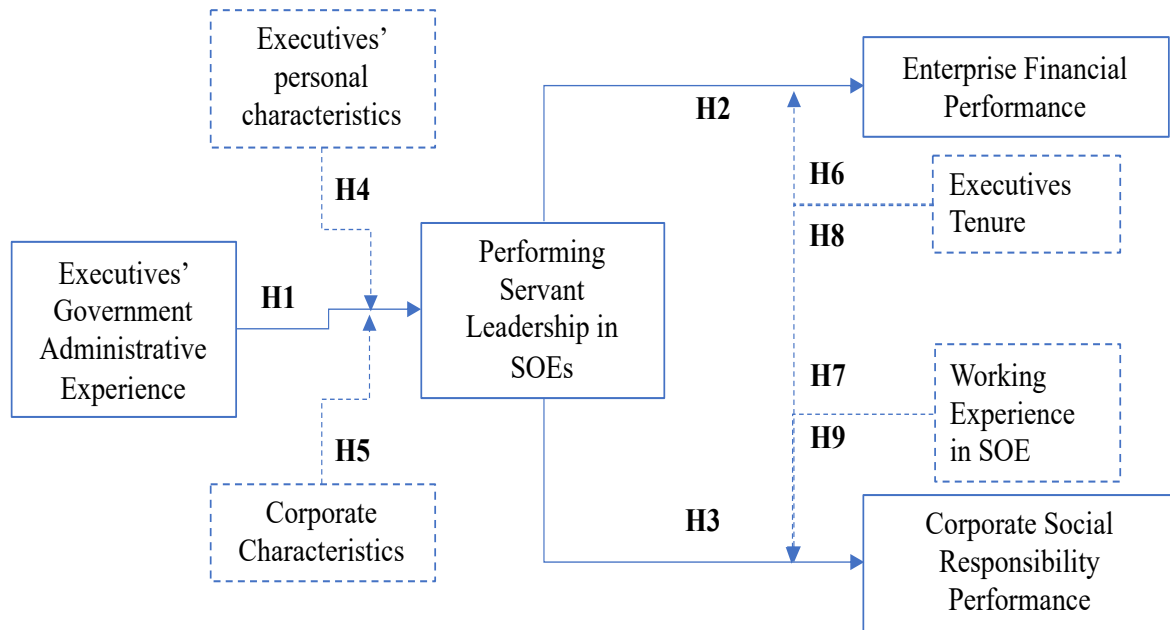 Executives’
personal
characteristics
H4
Executives’
Government
Administrative
Experience
H1
H5
Corporate
Characteristics
Performing
Servant
Leadership in
SOEs
H2
H3
Enterprise Financial
Performance
H6
H8
Executives
Tenure
H7
H9
Working
Experience
in SOE
Corporate Social
Responsibility
Performance